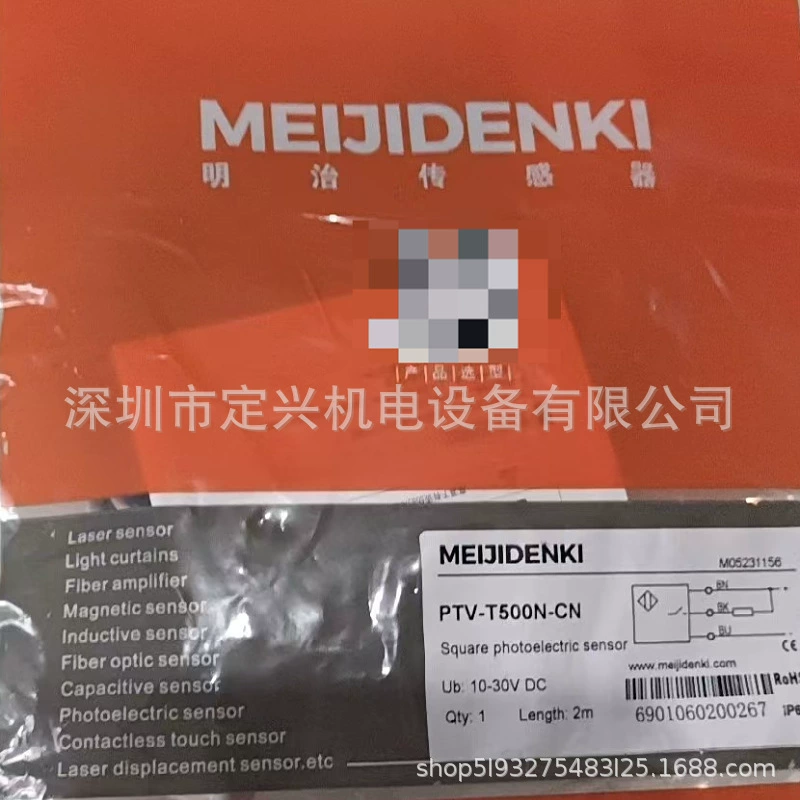 MEIJIDENKI
明治传感器
产品选型
深圳市定兴机电设备有限公司
Laser sensor
Light curtains
Fiber amplifier
Magnetic sensor
Inductive sensor
Fiber optic sensor
Capacitive sensor
Photoelectric sensor
Contactless touch sensor
Laser displacement sensor.etc
MEIJIDENKI
M05231156
PTV-T500N-CN
BN
+
BK
BU
-
Square photoelectric sensor
CE
www.meijidenki.com
Ub: 10-30V DC
RoHS
Qty: 1 Length: 2m
6901060200267
shop5193275483125.1688.com